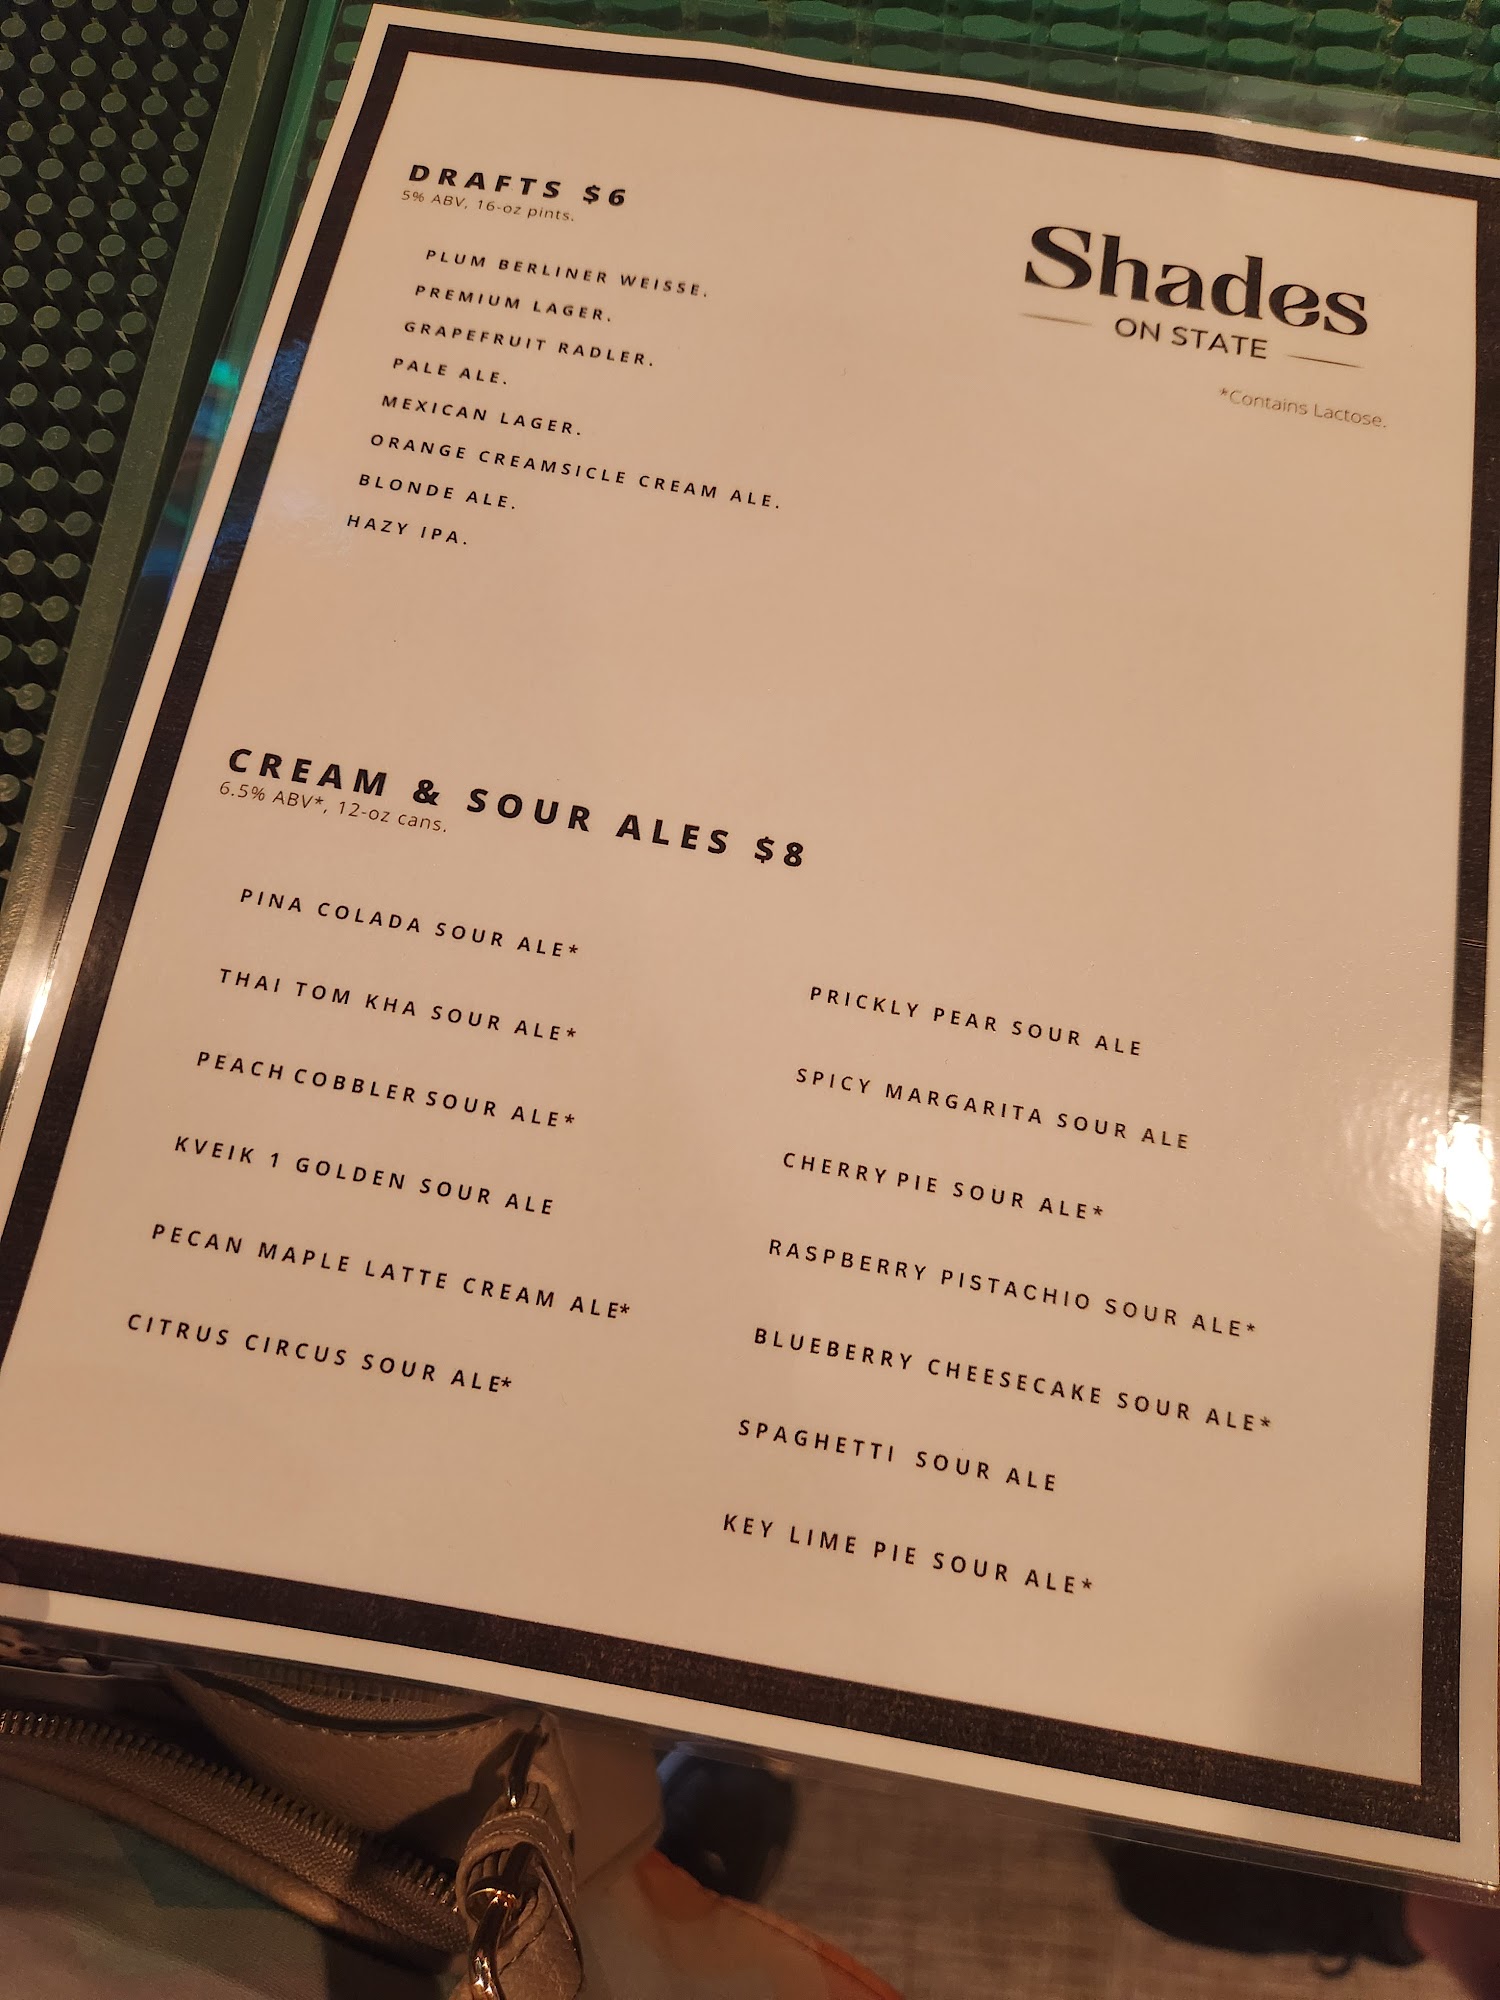 DRAFTS $6
5% ABV, 16-oz pints.
PLUM BERLINER WEISSE.
PREMIUM LAGER.
GRAPEFRUIT RADLER.
PALE ALE.
MEXICAN LAGER.
ORANGE CREAMSICLE CREAM ALE.
BLONDE ALE.
HAZY IPA.
Shades
ON STATE
*Contains Lactose.
CREAM & SOUR ALES $8
6.5% ABV*, 12-oz cans.
PINA COLADA SOUR ALE*
THAI TOM KHA SOUR ALE*
PEACH COBBLER SOUR ALE*
KVEIK 1 GOLDEN SOUR ALE
PECAN MAPLE LATTE CREAM ALE*
CITRUS CIRCUS SOUR ALE*
PRICKLY PEAR SOUR ALE
SPICY MARGARITA SOUR ALE
CHERRY PIE SOUR ALE*
RASPBERRY PISTACHIO SOUR ALE*
BLUEBERRY CHEESECAKE SOUR ALE*
SPAGHETTI SOUR ALE
KEY LIME PIE SOUR ALE*